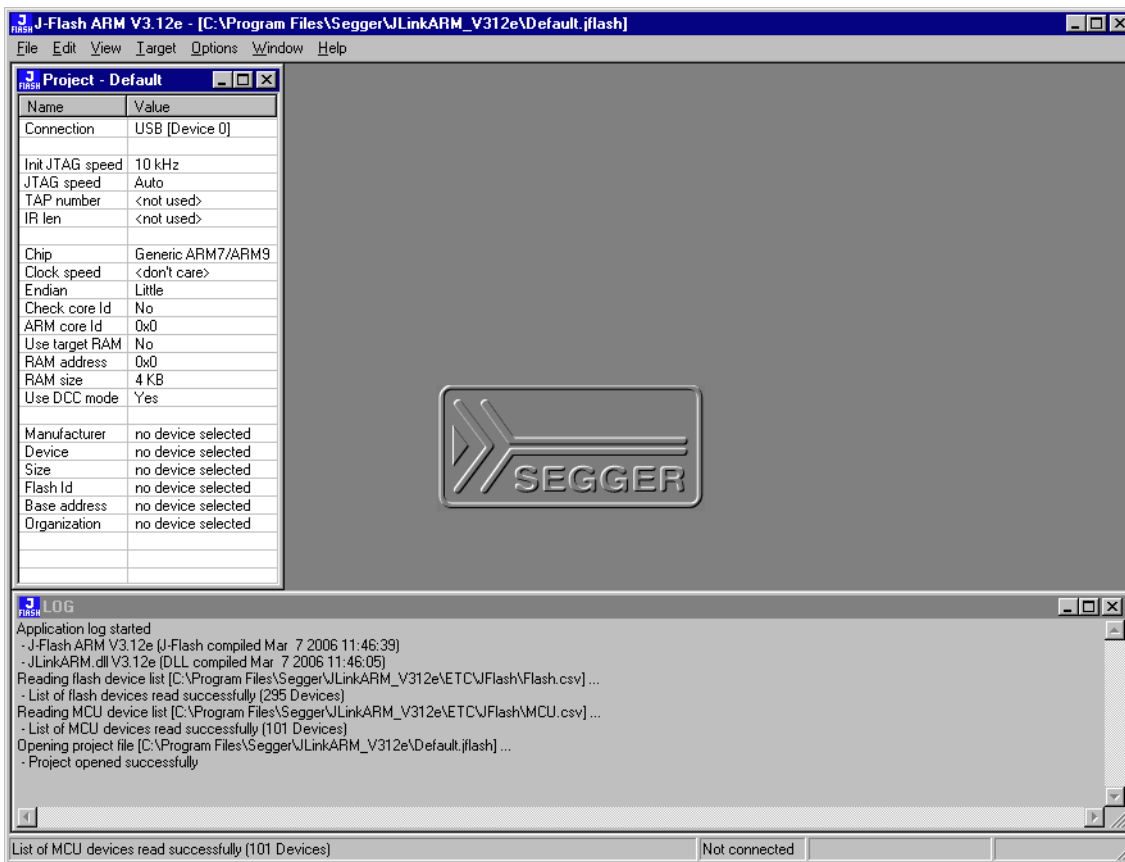 J-Flash ARM V3.12e - [C:\Program Files\Segger\JLinkARM_V312e\Default.jflash]
File Edit View Target Options Window Help
Project - Default
Name Value
Connection USB [Device 0]
Init JTAG speed 10 kHz
JTAG speed Auto
TAP number <not used>
IR len <not used>
Chip Generic ARM7/ARM9
Clock speed <don't care>
Endian Little
Check core Id No
ARM core Id 0x0
Use target RAM No
RAM address 0x0
RAM size 4 KB
Use DCC mode Yes
Manufacturer no device selected
Device no device selected
Size no device selected
Flash Id no device selected
Base address no device selected
Organization no device selected
SEGGER
J FLASH LOG
Application log started
- J-Flash ARM V3.12e (J-Flash compiled Mar 7 2006 11:46:39)
- JLinkARM.dll V3.12e (DLL compiled Mar 7 2006 11:46:05)
Reading flash device list [C:\Program Files\Segger\JLinkARM_V312e\ETC\JFlash\Flash.csv] ...
- List of flash devices read successfully (295 Devices)
Reading MCU device list [C:\Program Files\Segger\JLinkARM_V312e\ETC\JFlash\MCU.csv] ...
- List of MCU devices read successfully (101 Devices)
Opening project file [C:\Program Files\Segger\JLinkARM_V312e\Default.jflash] ...
- Project opened successfully
List of MCU devices read successfully (101 Devices) Not connected